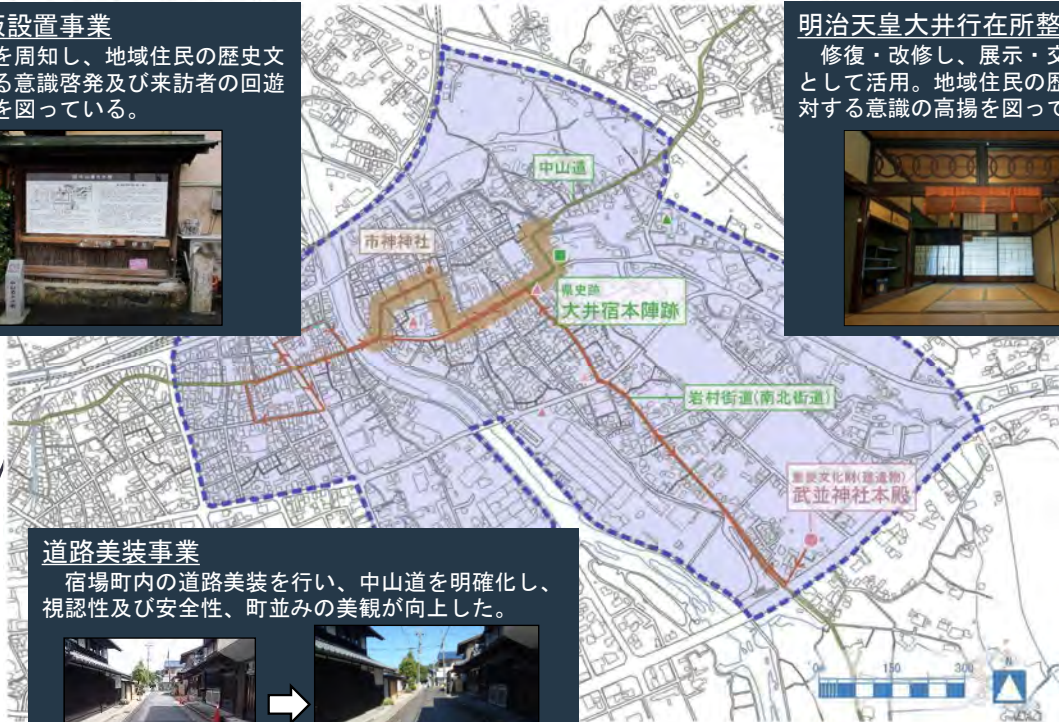 設置事業
を周知し、地域住民の歴史文
る意識啓発及び来訪者の回遊
を図っている。
明治天皇大井行在所整
修復・改修し、展示・交
として活用。地域住民の歴
対する意識の高揚を図って
中山道
市神神社
県史跡
大井宿本陣跡
岩村街道(南北街道)
重要文化財(建造物)
武並神社本殿
道路美装事業
宿場町内の道路美装を行い、中山道を明確化し、
視認性及び安全性、町並みの美観が向上した。
0 150 300
N